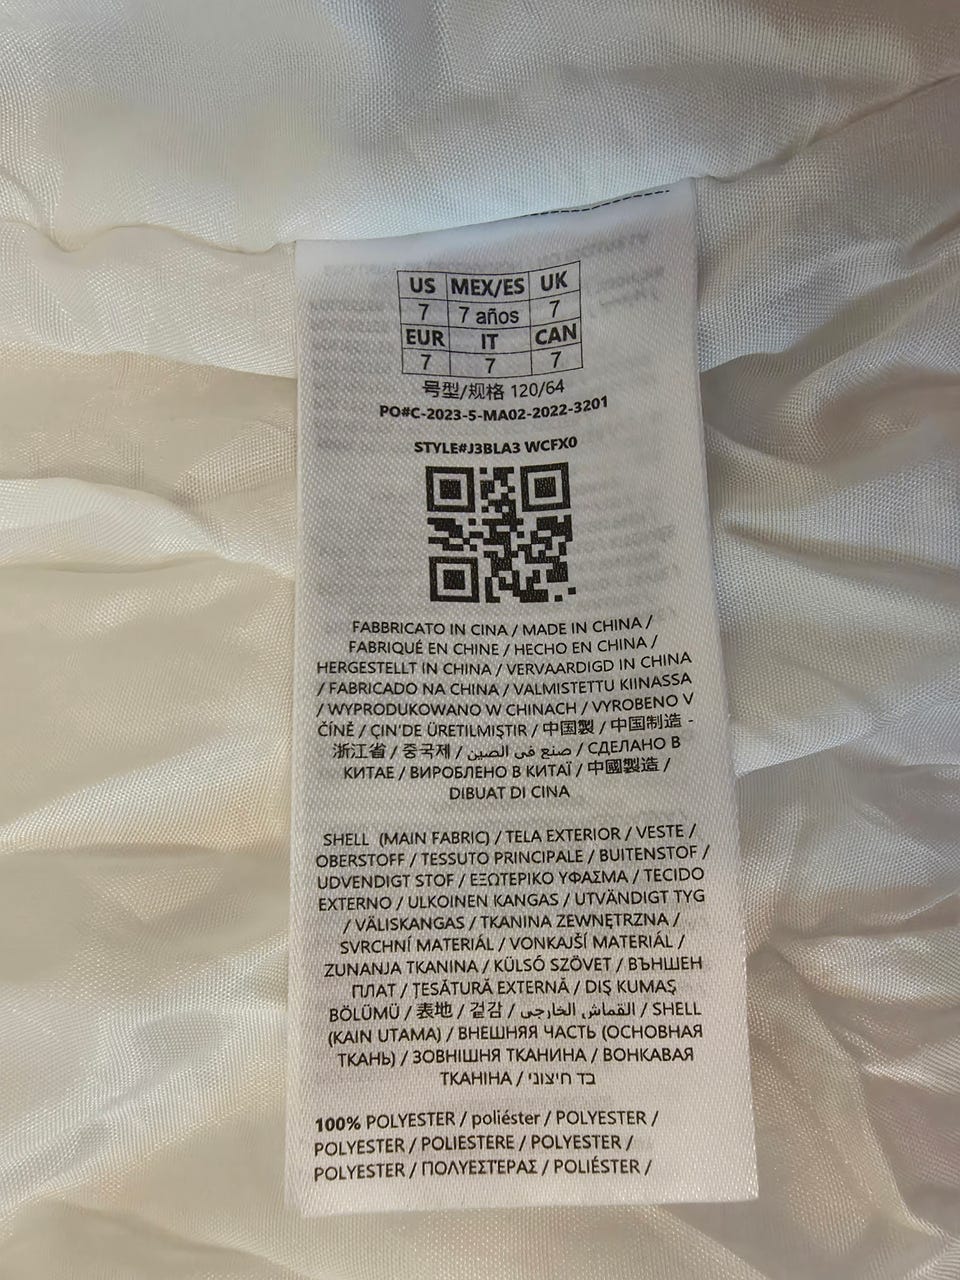 US MEX/ES UK
7 7 años 7
EUR IT CAN
7 7 7
号型/规格 120/64
PO#C-2023-5-MA02-2022-3201
STYLE#J3BLA3 WCFX0
FABBRICATO IN CINA / MADE IN CHINA /
FABRIQUÉ EN CHINE / HECHO EN CHINA /
HERGESTELLT IN CHINA / VERVAARDIGD IN CHINA
/ FABRICADO NA CHINA / VALMISTETTU KIINASSA
/ WYPRODUKOWANO W CHINACH / VYROBENO V
ČÍNĚ / ÇIN'DE ÜRETILMIŞTIR / 中国製 / 中国制造 -
浙江省 / 중국제 / صنع في الصين / СДЕЛАНО В
КИТАЕ / ВИРОБЛЕНО В КИТАЇ / 中國製造 /
DIBUAT DI CINA
SHELL (MAIN FABRIC) / TELA EXTERIOR / VESTE /
OBERSTOFF / TESSUTO PRINCIPALE / BUITENSTOF /
UDVENDIGT STOF / ΕΞΩΤΕΡΙΚΟ ΥΦΑΣΜΑ / TECIDO
EXTERNO / ULKOINEN KANGAS / UTVÄNDIGT TYG
/ VÄLISKANGAS / TKANINA ZEWNĘTRZNA /
SVRCHNÍ MATERIÁL / VONKAJŠÍ MATERIÁL /
ZUNANJA TKANINA / KÜLSÓ SZÖVET / ВЪНШЕН
ПЛАТ / ŢESĂTURĂ EXTERNĂ / DIŞ KUMAŞ
BÖLÜMÜ / 表地 / 겉감 / القماش الخارجي / SHELL
(KAIN UTAMA) / ВНЕШНЯЯ ЧАСТЬ (ОСНОВНАЯ
ТКАНЬ) / ЗОВНІШНЯ ТКАНИНА / ВОНКАВАЯ
ТКАНІНА / בד חיצוני
100% POLYESTER / poliéster / POLYESTER /
POLYESTER / POLIESTERE / POLYESTER /
POLYESTER / ΠΟΛΥΕΣΤΕΡΑΣ / POLIÉSTER /